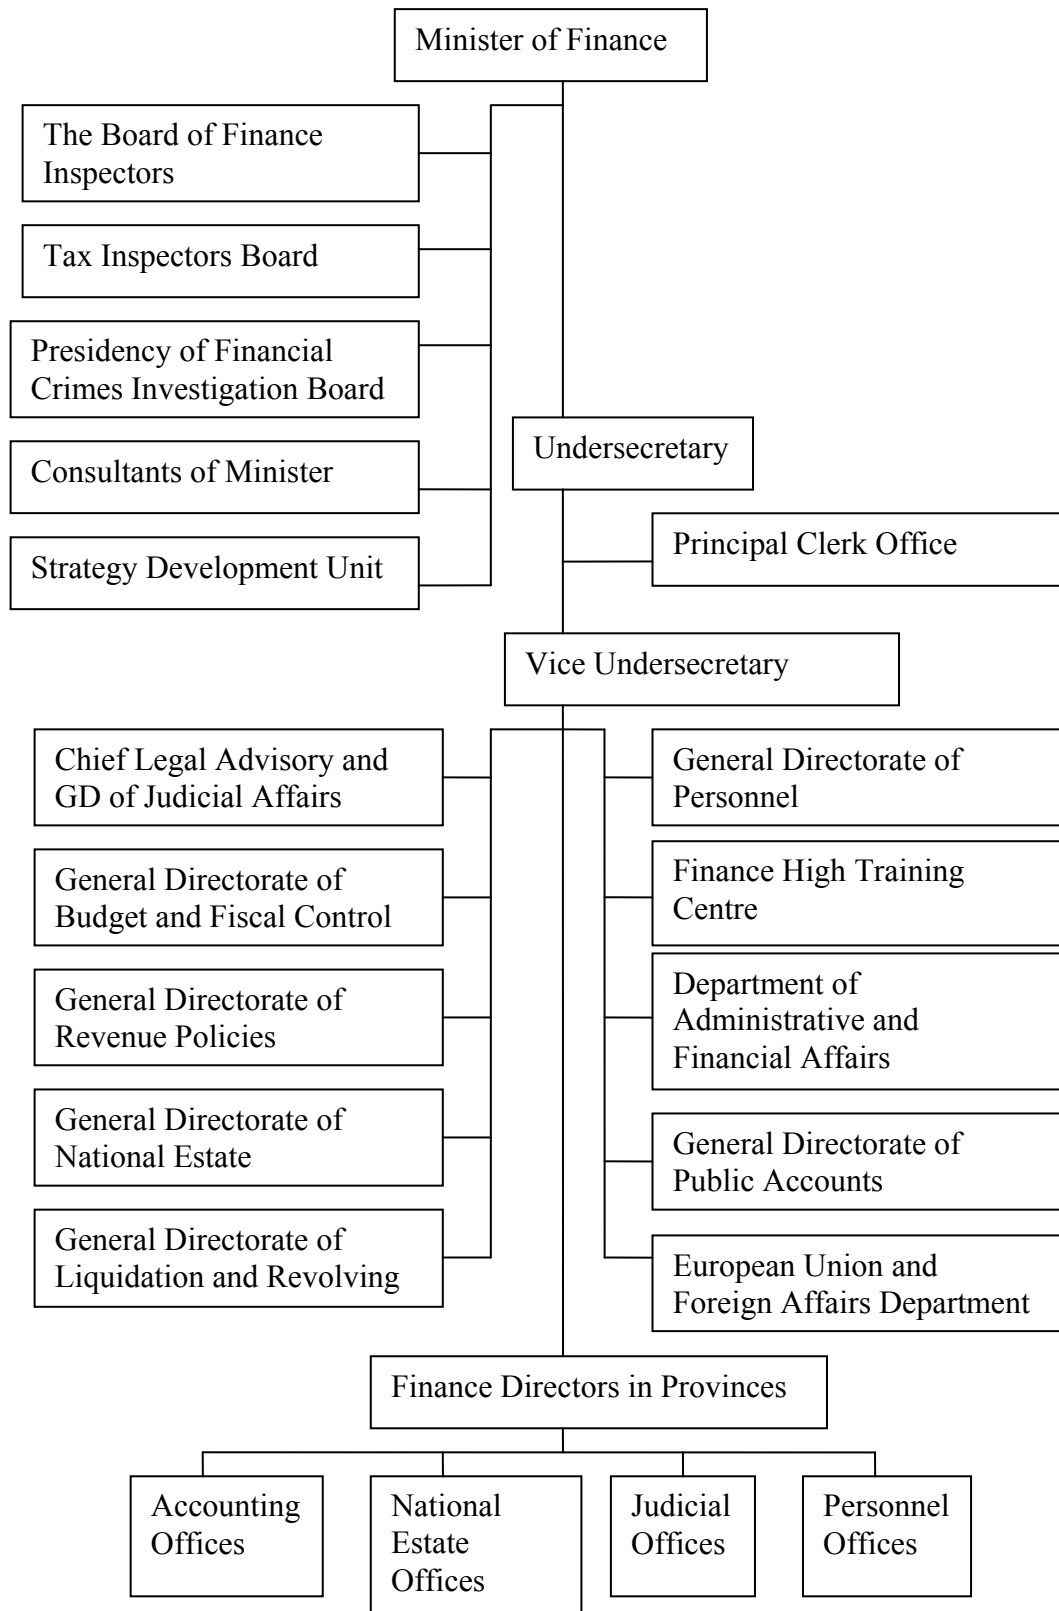 Minister of Finance
The Board of Finance
Inspectors
Tax Inspectors Board
Presidency of Financial
Crimes Investigation Board
Consultants of Minister
Strategy Development Unit
Undersecretary
Principal Clerk Office
Vice Undersecretary
Chief Legal Advisory and
GD of Judicial Affairs
General Directorate of
Budget and Fiscal Control
General Directorate of
Revenue Policies
General Directorate of
National Estate
General Directorate of
Liquidation and Revolving
General Directorate of
Personnel
Finance High Training
Centre
Department of
Administrative and
Financial Affairs
General Directorate of
Public Accounts
European Union and
Foreign Affairs Department
Finance Directors in Provinces
Accounting
Offices
National
Estate
Offices
Judicial
Offices
Personnel
Offices